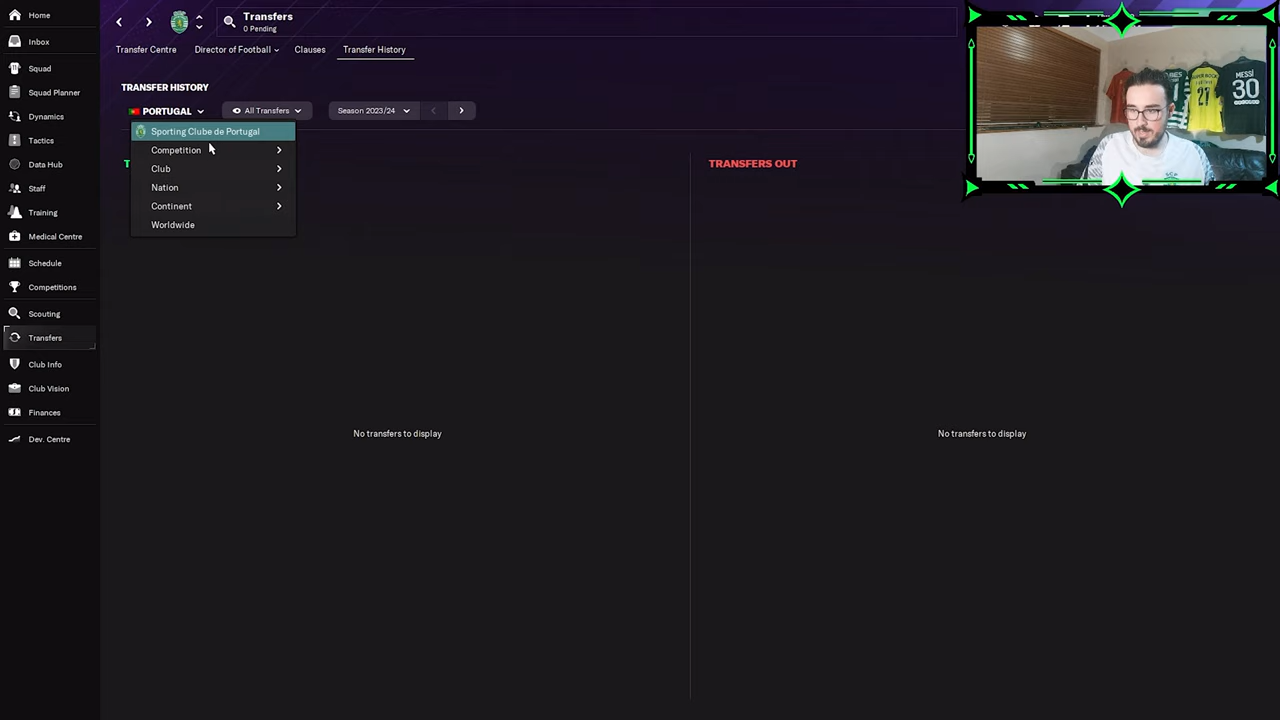 Home
Inbox
Squad
Squad Planner
Dynamics
Tactics
Data Hub
Staff
Training
Medical Centre
Schedule
Competitions
Scouting
Transfers
Club Info
Club Vision
Finances
Dev. Centre
Transfers
0 Pending
Transfer Centre
Director of Football
Clauses
Transfer History
TRANSFER HISTORY
PORTUGAL
All Transfers
Season 2023/24
Sporting Clube de Portugal
Competition
Club
Nation
Continent
Worldwide
TRANSFERS OUT
No transfers to display
No transfers to display
27
MESSI
30